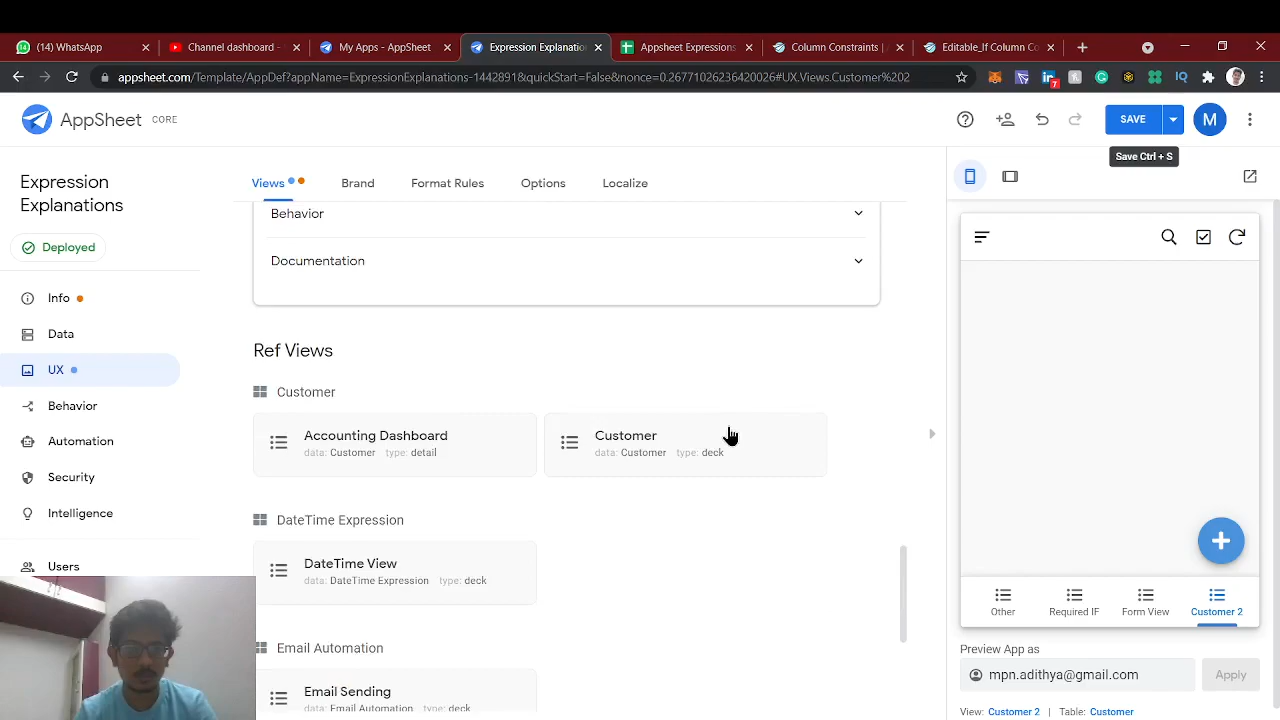 (14) WhatsApp
Channel dashboard -
My Apps - AppSheet
Expression Explanatio
Appsheet Expressions
Column Constraints |
Editable_If Column Co
appsheet.com/Template/AppDef?appName=ExpressionExplanations-1442891&quickStart=False&nonce=0.26771026236420026#UX.Views.Customer%202
IQ
7
AppSheet CORE
SAVE
M
Save Ctrl + S
Expression
Explanations
Deployed
Info
Data
UX
Behavior
Automation
Security
Intelligence
Users
Views
Brand
Format Rules
Options
Localize
Behavior
Documentation
Ref Views
Customer
Accounting Dashboard
data: Customer type: detail
Customer
data: Customer type: deck
DateTime Expression
DateTime View
data: DateTime Expression type: deck
Email Automation
Email Sending
data: Email Automation type: deck
Other
Required IF
Form View
Customer 2
Preview App as
mpn.adithya@gmail.com
Apply
View: Customer 2 | Table: Customer